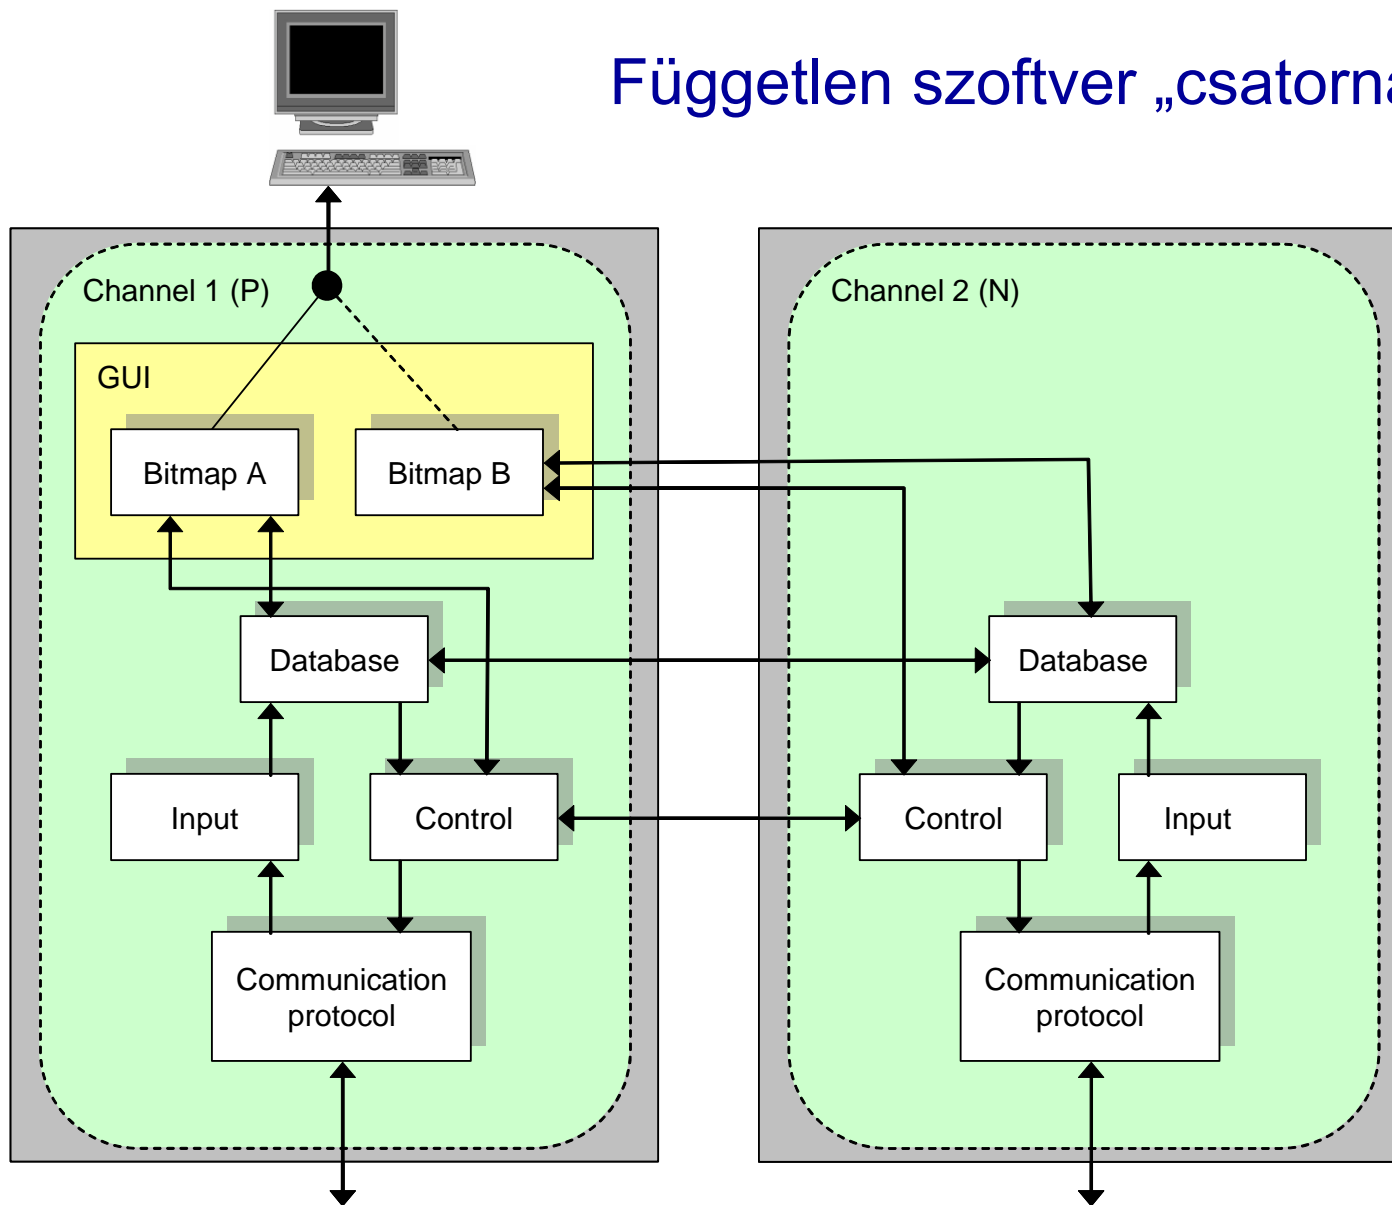 Független szoftver „csatorna
Channel 1 (P)
GUI
Bitmap A
Bitmap B
Database
Input
Control
Communication
protocol
Channel 2 (N)
Database
Control
Input
Communication
protocol